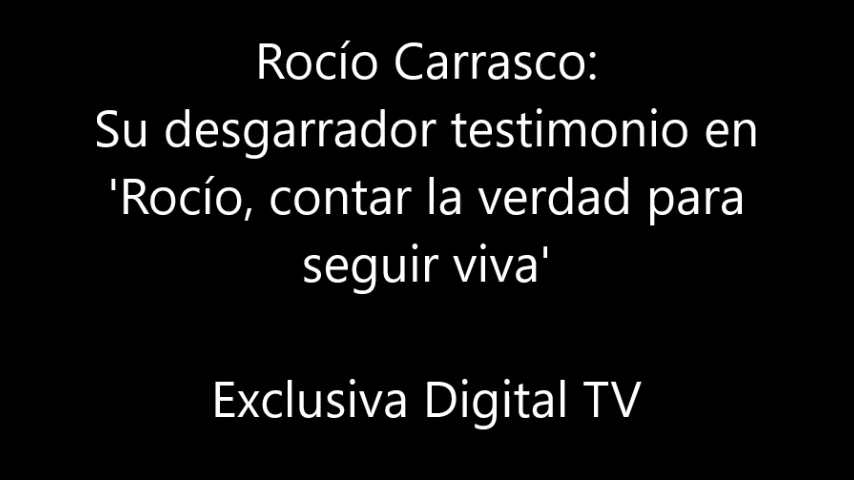 Rocío Carrasco:
Su desgarrador testimonio en
'Rocío, contar la verdad para
seguir viva'
Exclusiva Digital TV